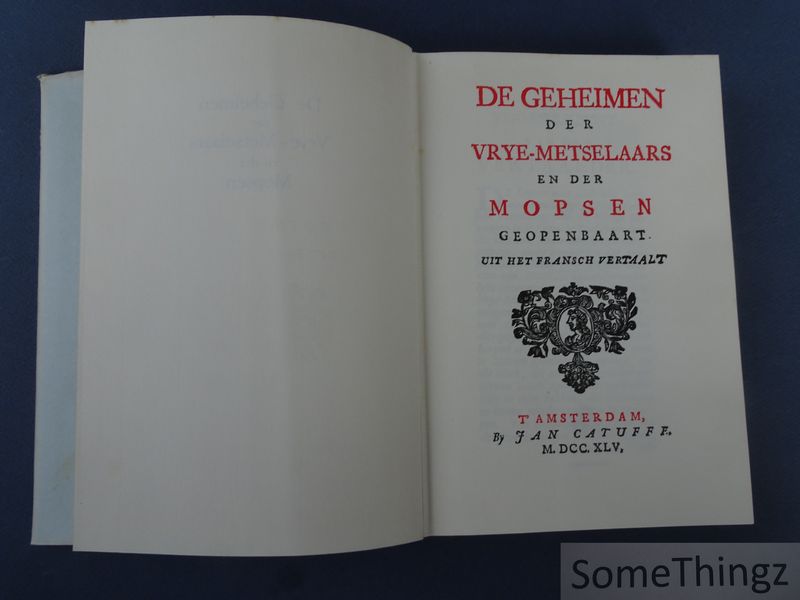 DE GEHEIMEN
DER
VRYE-METSELAARS
EN DER
MOPSEN
GEOPENBAART.
UIT HET FRANSCH VERTAALT
T'AMSTERDAM,
By JAN CATUFFE.
M. DCC. XLV,
SomeThingz